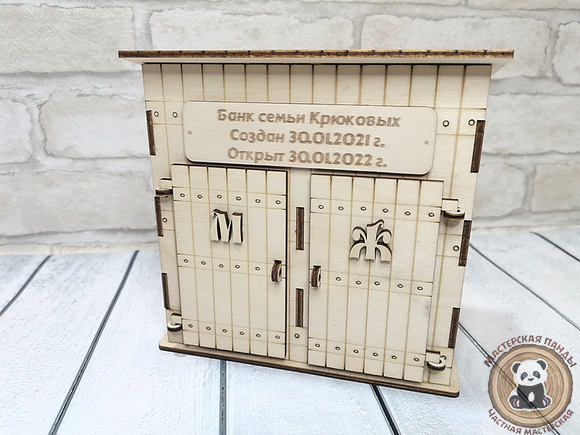 Банк семьи Крюковых
Создан 30.01.2021 г.
Открыт 30.01.2022 г.
М Ж
МАСТЕРСКАЯ ПАНДЫ
ЧАСТНАЯ МАСТЕРСКАЯ